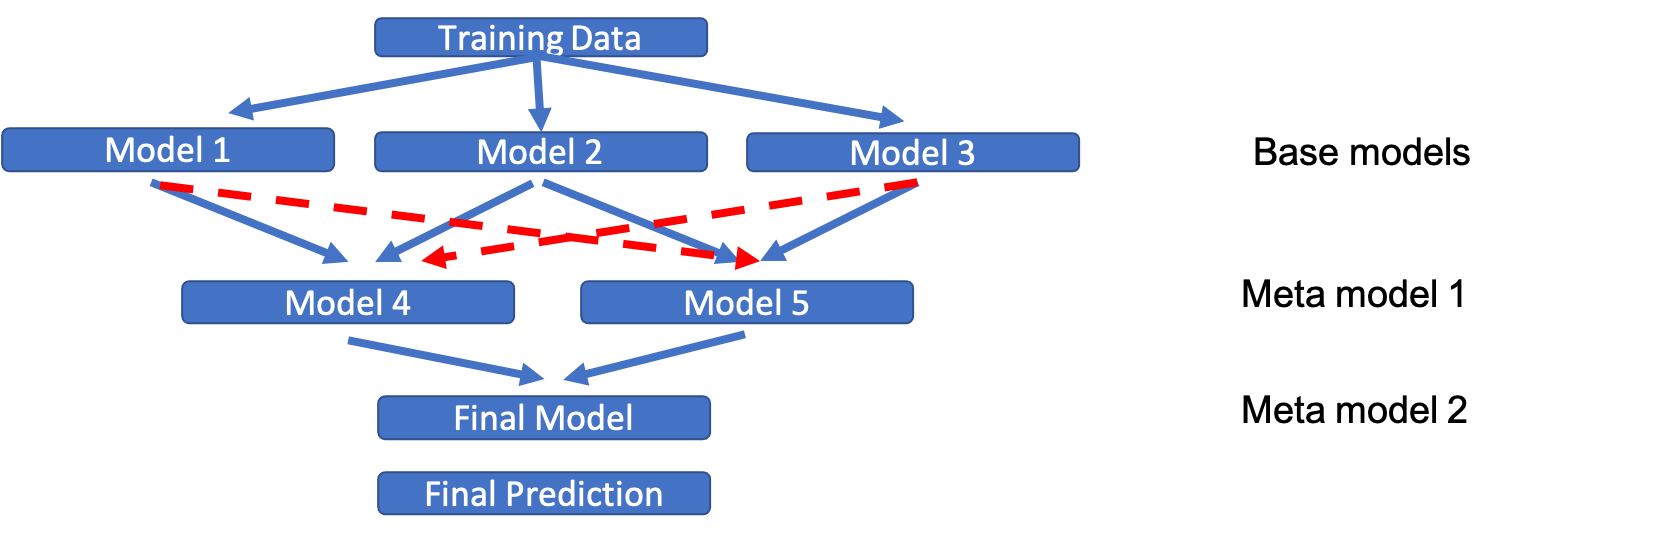 Training Data
Model 1
Model 2
Model 3
Base models
Model 4
Model 5
Meta model 1
Final Model
Meta model 2
Final Prediction